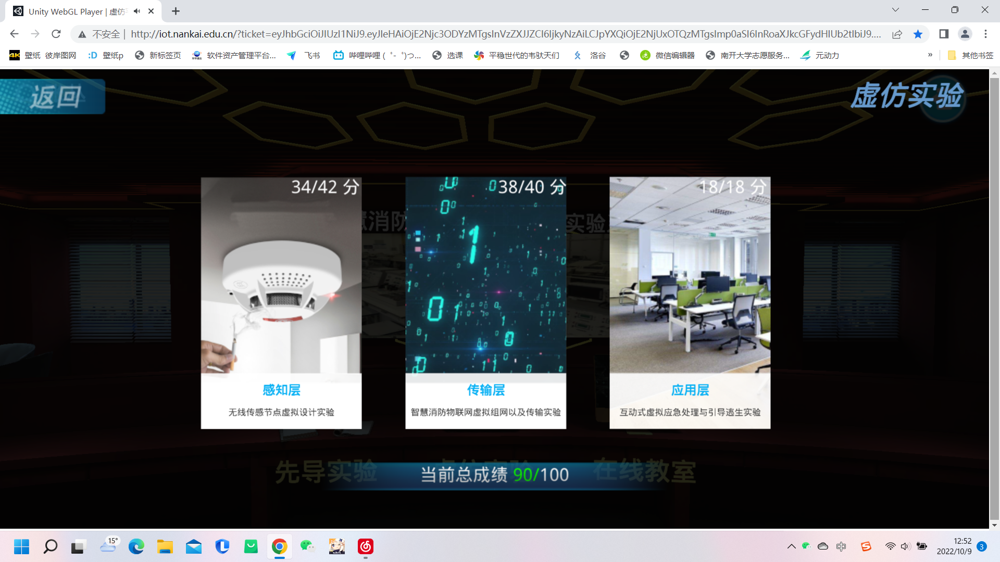 Unity WebGL Player | 虚仿
不安全 | http://iot.nankai.edu.cn/?ticket=eyJhbGciOiJIUzI1NiJ9.eyJleHAiOjE2Njc3ODYzMTgsInVzZXJJZCI6IjkyNzAiLCJpYXQiOjE2NjUxOTQzMTgsImp0aSI6InRoaXJkcGFydHlUb2tlbiJ9....
4K 壁纸 彼岸图网 :D 壁纸p 新标签页 软件资产管理平台... 飞书 哔哩哔哩 ( ゜- ゜)つ... 选课 平稳世代的韦驮天们 洛谷 微信编辑器 南开大学志愿服务... 元动力 » 其他书签
返回
虚仿实验
34/42 分
38/40 分
18/18 分
感知层
无线传感节点虚拟设计实验
传输层
智慧消防物联网虚拟组网以及传输实验
应用层
互动式虚拟应急处理与引导逃生实验
先导实验
在线教室
当前总成绩 90/100
15°
中
12:52
2022/10/9
3